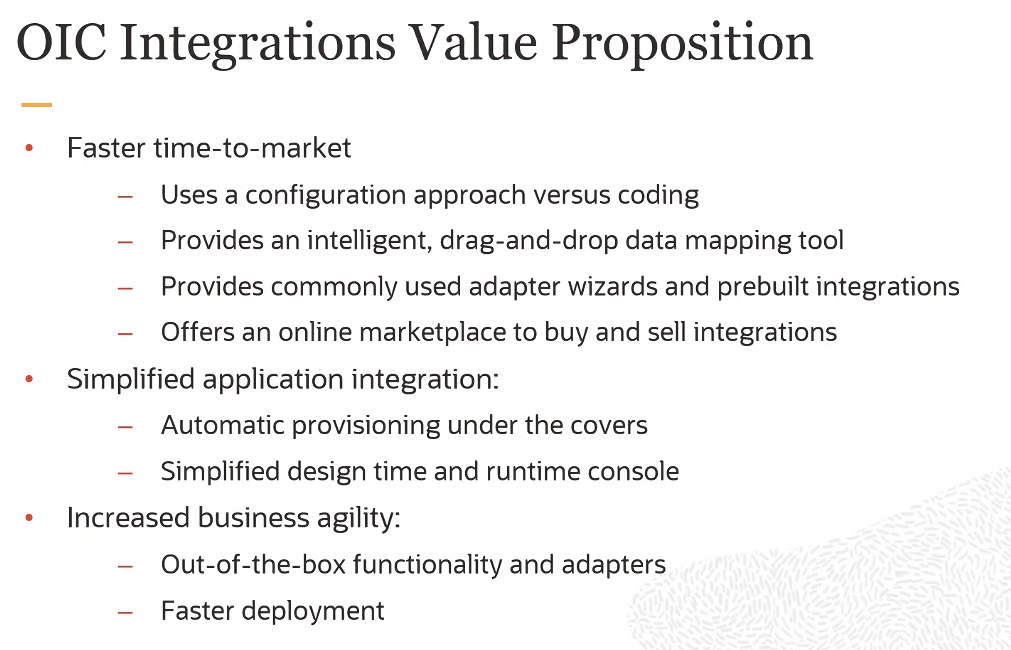 OIC Integrations Value Proposition
• Faster time-to-market
– Uses a configuration approach versus coding
– Provides an intelligent, drag-and-drop data mapping tool
– Provides commonly used adapter wizards and prebuilt integrations
– Offers an online marketplace to buy and sell integrations
• Simplified application integration:
– Automatic provisioning under the covers
– Simplified design time and runtime console
• Increased business agility:
– Out-of-the-box functionality and adapters
– Faster deployment